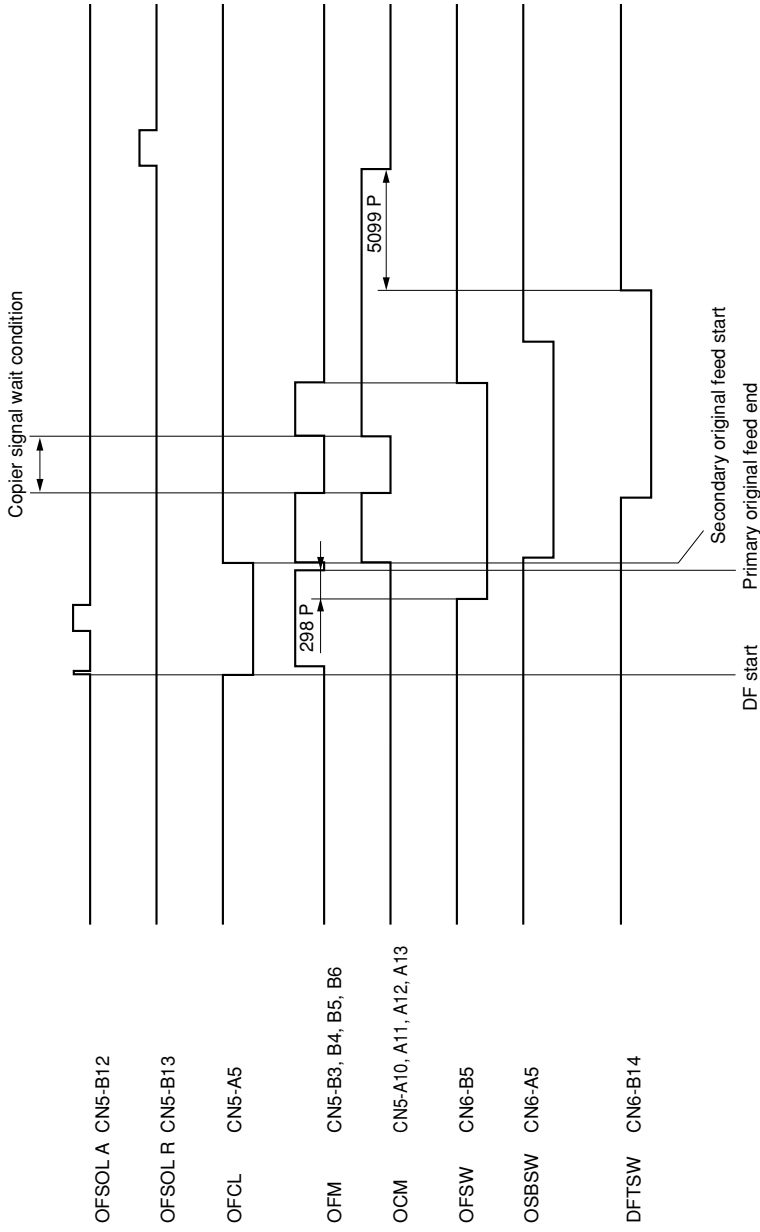 Copier signal wait condition
OFSOL A CN5-B12
OFSOL R CN5-B13
OFCL CN5-A5
OFM CN5-B3, B4, B5, B6
298 P
OCM CN5-A10, A11, A12, A13
5099 P
OFSW CN6-B5
OSBSW CN6-A5
DFTSW CN6-B14
Secondary original feed start
Primary original feed end
DF start